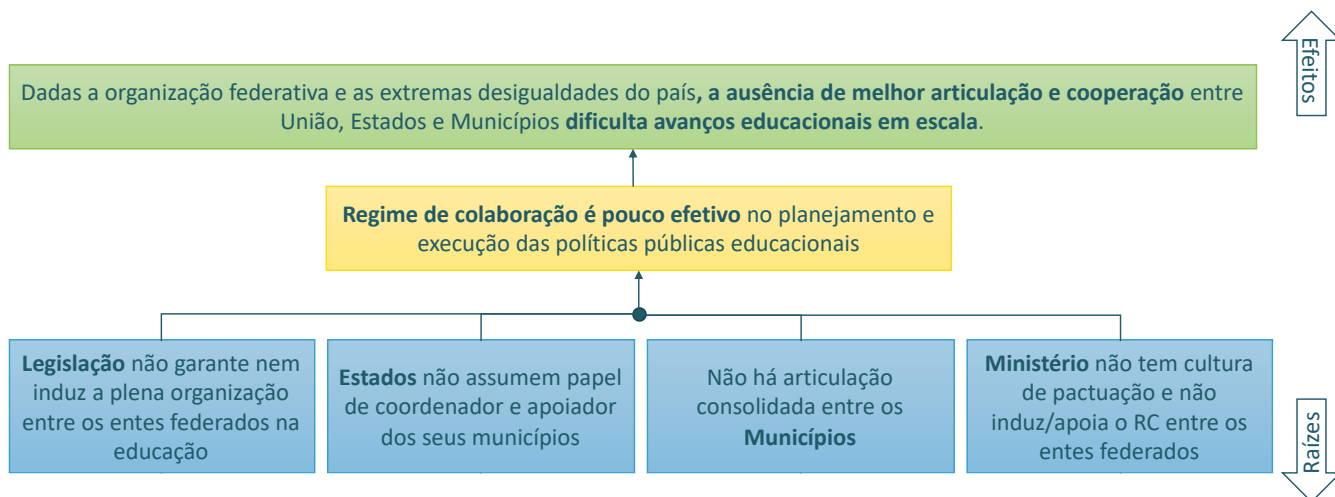 Efeitos
Dadas a organização federativa e as extremas desigualdades do país, a ausência de melhor articulação e cooperação entre
União, Estados e Municípios dificulta avanços educacionais em escala.
Regime de colaboração é pouco efetivo no planejamento e
execução das políticas públicas educacionais
Legislação não garante nem
induz a plena organização
entre os entes federados na
educação
Estados não assumem papel
de coordenador e apoiador
dos seus municípios
Não há articulação
consolidada entre os
Municípios
Ministério não tem cultura
de pactuação e não
induz/apoia o RC entre os
entes federados
Raízes